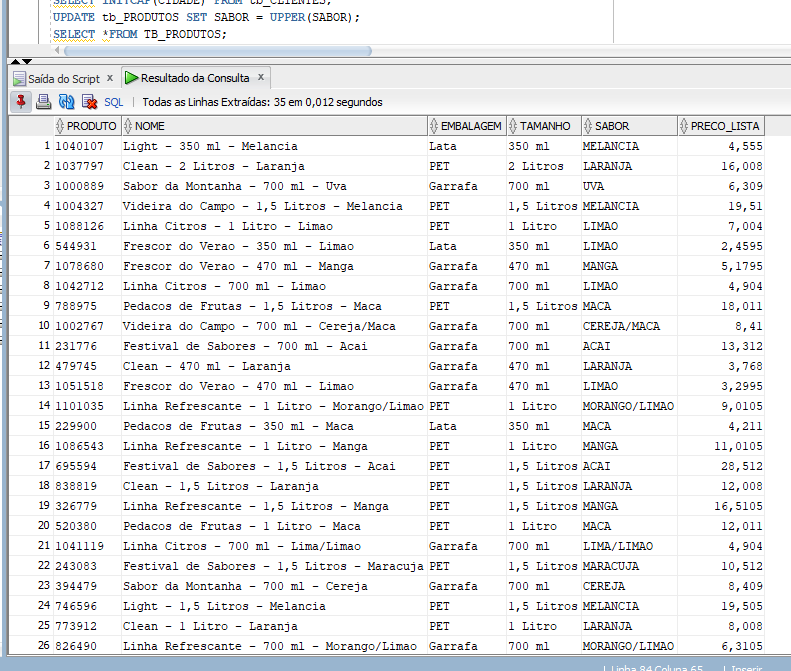 SELECT INITCAP(CIDADE) FROM tb_CLIENTES;
UPDATE tb_PRODUTOS SET SABOR = UPPER(SABOR);
SELECT *FROM TB_PRODUTOS;
Saída do Script x Resultado da Consulta x
SQL | Todas as Linhas Extraídas: 35 em 0,012 segundos
PRODUTO NOME EMBALAGEM TAMANHO SABOR PRECO_LISTA
1 1040107 Light - 350 ml - Melancia Lata 350 ml MELANCIA 4,555
2 1037797 Clean - 2 Litros - Laranja PET 2 Litros LARANJA 16,008
3 1000889 Sabor da Montanha - 700 ml - Uva Garrafa 700 ml UVA 6,309
4 1004327 Videira do Campo - 1,5 Litros - Melancia PET 1,5 Litros MELANCIA 19,51
5 1088126 Linha Citros - 1 Litro - Limao PET 1 Litro LIMAO 7,004
6 544931 Frescor do Verao - 350 ml - Limao Lata 350 ml LIMAO 2,4595
7 1078680 Frescor do Verao - 470 ml - Manga Garrafa 470 ml MANGA 5,1795
8 1042712 Linha Citros - 700 ml - Limao Garrafa 700 ml LIMAO 4,904
9 788975 Pedacos de Frutas - 1,5 Litros - Maca PET 1,5 Litros MACA 18,011
10 1002767 Videira do Campo - 700 ml - Cereja/Maca Garrafa 700 ml CEREJA/MACA 8,41
11 231776 Festival de Sabores - 700 ml - Acai Garrafa 700 ml ACAI 13,312
12 479745 Clean - 470 ml - Laranja Garrafa 470 ml LARANJA 3,768
13 1051518 Frescor do Verao - 470 ml - Limao Garrafa 470 ml LIMAO 3,2995
14 1101035 Linha Refrescante - 1 Litro - Morango/Limao PET 1 Litro MORANGO/LIMAO 9,0105
15 229900 Pedacos de Frutas - 350 ml - Maca Lata 350 ml MACA 4,211
16 1086543 Linha Refrescante - 1 Litro - Manga PET 1 Litro MANGA 11,0105
17 695594 Festival de Sabores - 1,5 Litros - Acai PET 1,5 Litros ACAI 28,512
18 838819 Clean - 1,5 Litros - Laranja PET 1,5 Litros LARANJA 12,008
19 326779 Linha Refrescante - 1,5 Litros - Manga PET 1,5 Litros MANGA 16,5105
20 520380 Pedacos de Frutas - 1 Litro - Maca PET 1 Litro MACA 12,011
21 1041119 Linha Citros - 700 ml - Lima/Limao Garrafa 700 ml LIMA/LIMAO 4,904
22 243083 Festival de Sabores - 1,5 Litros - Maracuja PET 1,5 Litros MARACUJA 10,512
23 394479 Sabor da Montanha - 700 ml - Cereja Garrafa 700 ml CEREJA 8,409
24 746596 Light - 1,5 Litros - Melancia PET 1,5 Litros MELANCIA 19,505
25 773912 Clean - 1 Litro - Laranja PET 1 Litro LARANJA 8,008
26 826490 Linha Refrescante - 700 ml - Morango/Limao Garrafa 700 ml MORANGO/LIMAO 6,3105
| Linha 84 Coluna 65 | Inserir